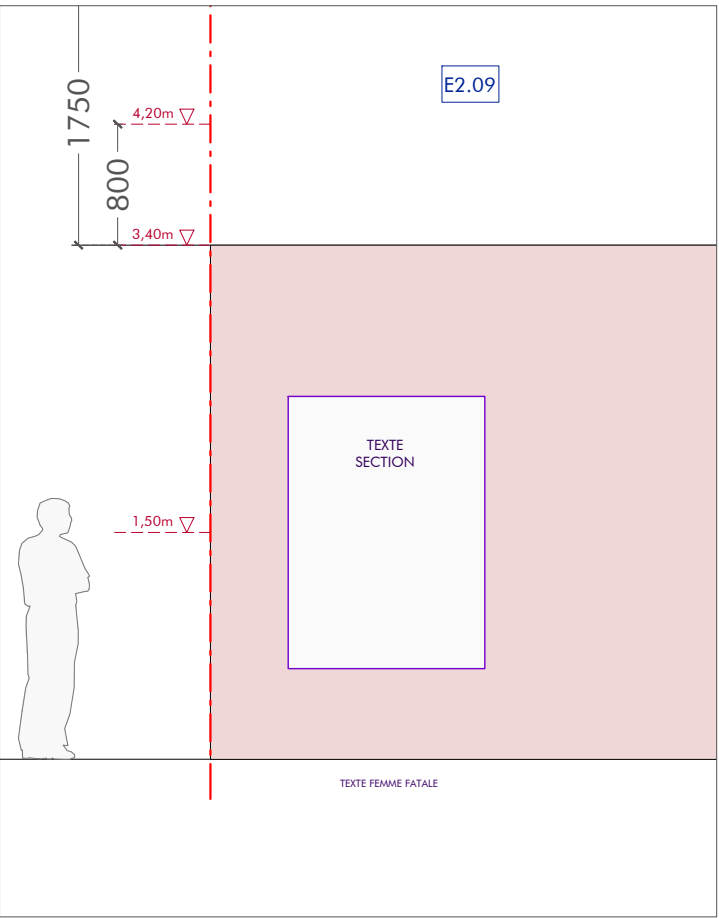 E2.09
1750
4,20m
800
3,40m
TEXTE
SECTION
1,50m
TEXTE FEMME FATALE